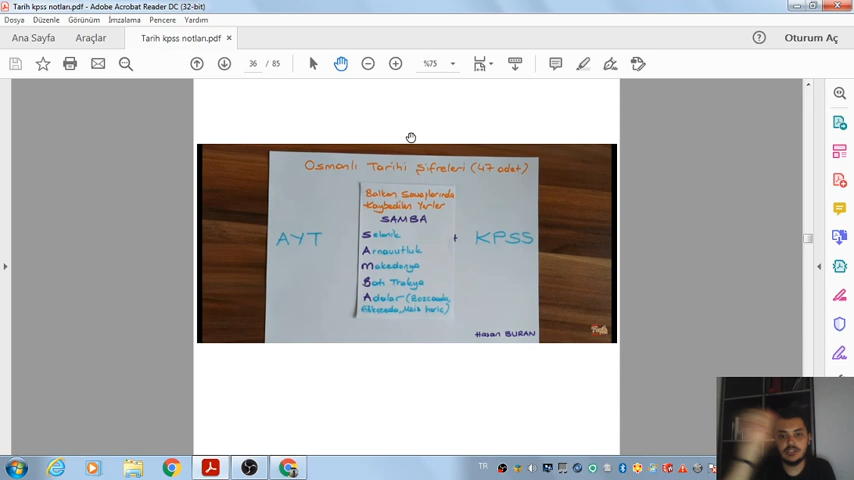 Tarih kpss notları.pdf - Adobe Acrobat Reader DC (32-bit)
Dosya Düzenle Görünüm İmzalama Pencere Yardım
Ana Sayfa Araçlar Tarih kpss notları.pdf × Oturum Aç
36 / 85 %75
Osmanlı Tarihi Şifreleri (47 adet)
Balkan Savaşlarında
Kaybedilen Yerler
SAMBA
Selanik
Arnavutluk
Makedonya
Batı Trakya
Adalar (Bozcaada,
Gökçeada, Meis hariç)
AYT
+ KPSS
Hasan BURAN
Tarih
TR